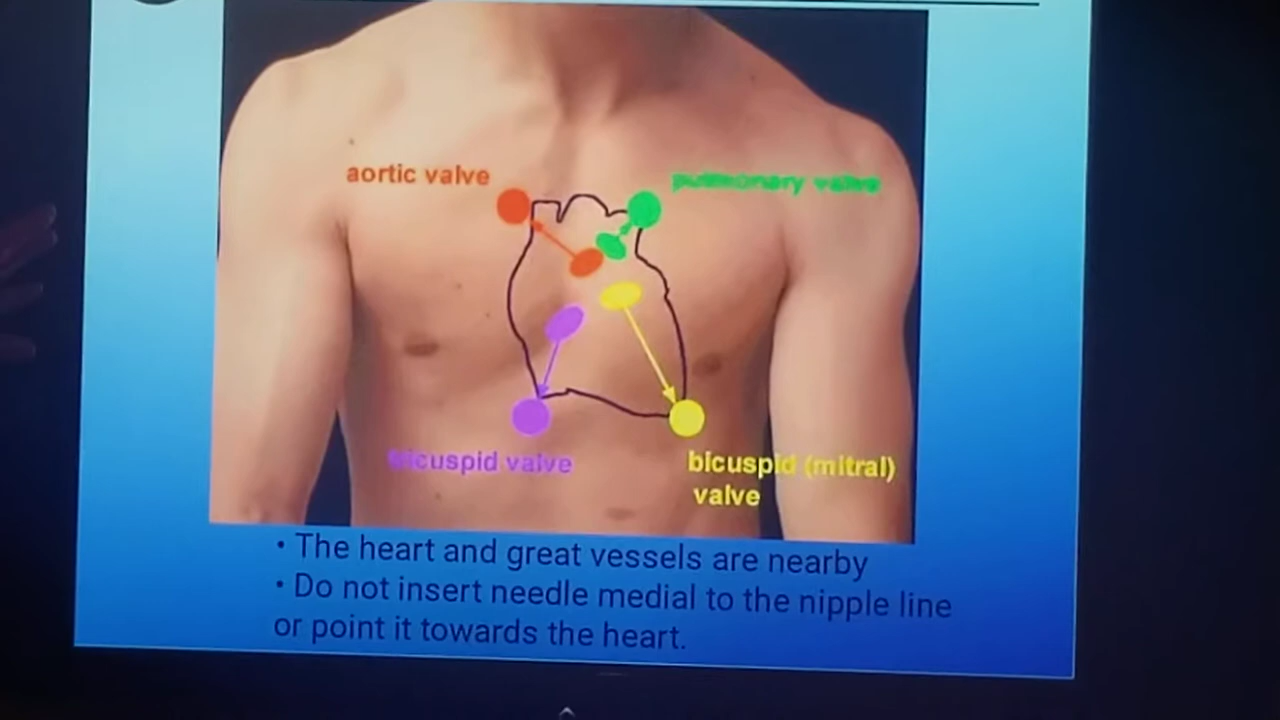 aortic valve
pulmonary valve
tricuspid valve
bicuspid (mitral)
valve
• The heart and great vessels are nearby
• Do not insert needle medial to the nipple line
or point it towards the heart.